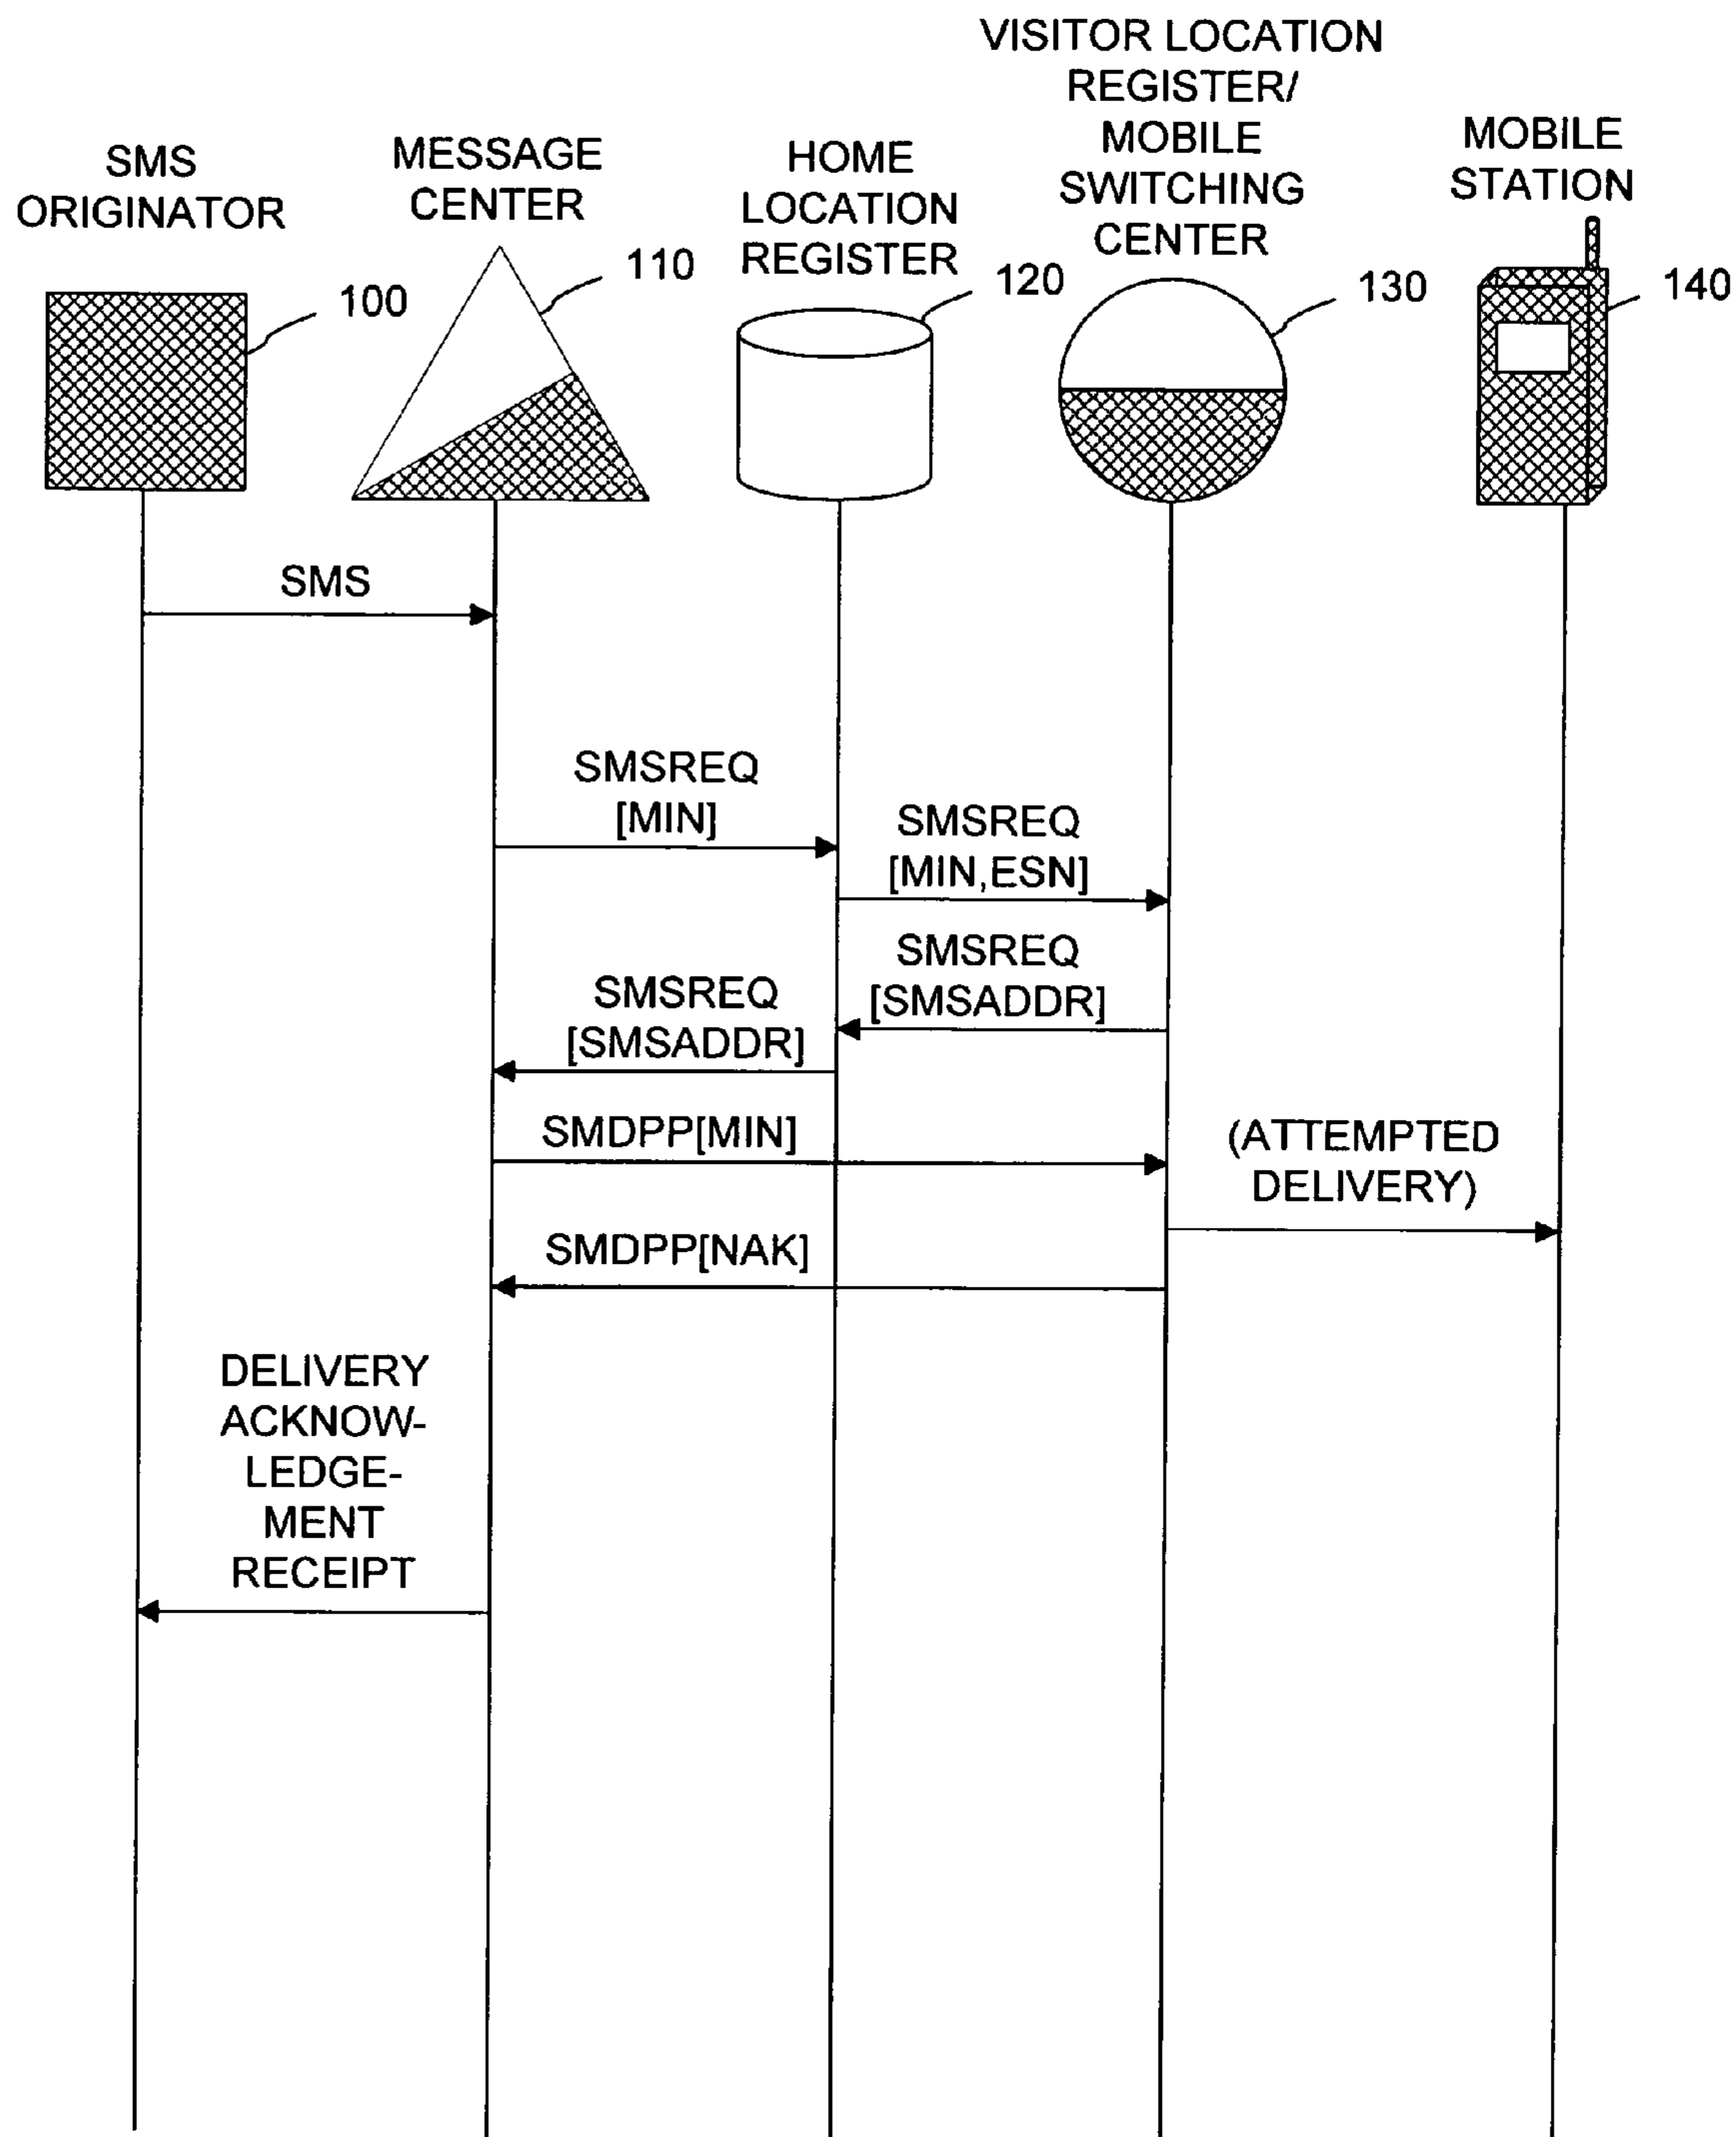 SMS
ORIGINATOR
MESSAGE
CENTER
HOME
LOCATION
REGISTER
VISITOR LOCATION
REGISTER/
MOBILE
SWITCHING
CENTER
MOBILE
STATION
100
110
120
130
140
SMS
SMSREQ
[MIN]
SMSREQ
[MIN,ESN]
SMSREQ
[SMSADDR]
SMSREQ
[SMSADDR]
SMDPP[MIN]
(ATTEMPTED
DELIVERY)
SMDPP[NAK]
DELIVERY
ACKNOW-
LEDGE-
MENT
RECEIPT